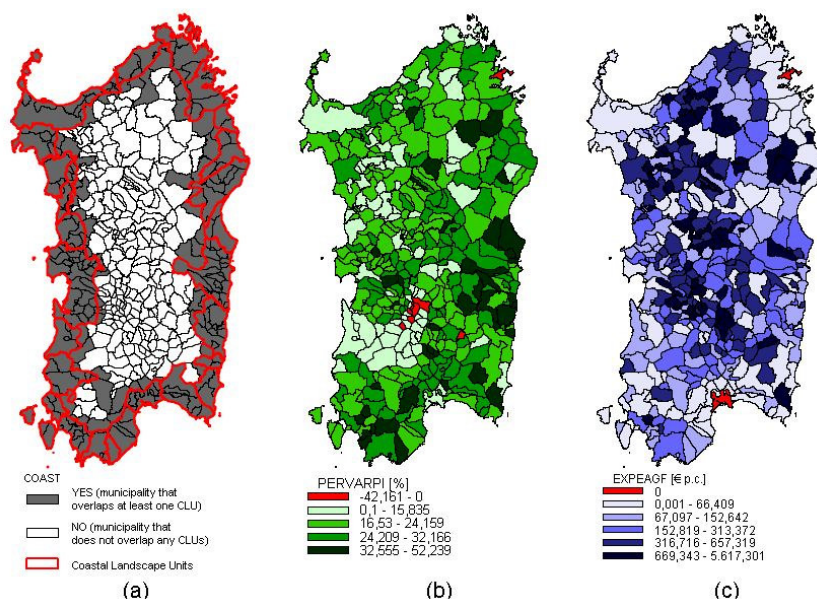 COAST
YES (municipality that
overlaps at least one CLU)
NO (municipality that
does not overlap any CLUs)
Coastal Landscape Units
(a)
PERVARPI [%]
-42,161 - 0
0,1 - 15,835
16,53 - 24,159
24,209 - 32,166
32,555 - 52,239
(b)
EXPEAGF [€ p.c.]
0
0,001 - 66,409
67,097 - 152,642
152,819 - 313,372
316,716 - 657,319
669,343 - 5.617,301
(c)